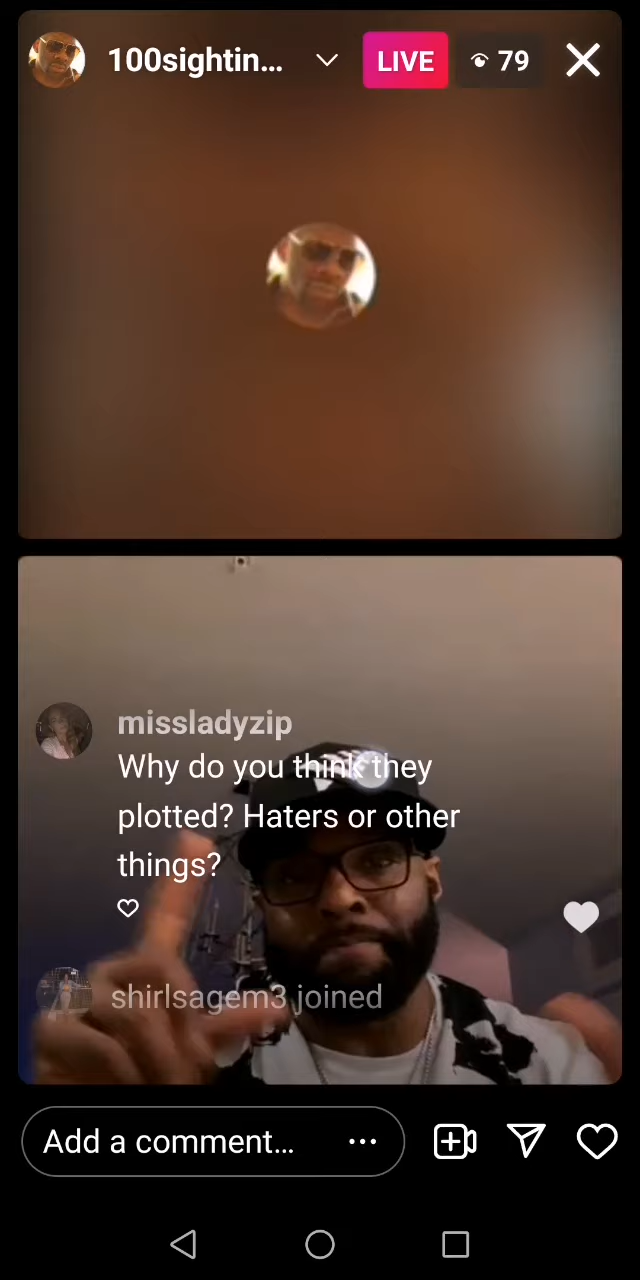 100sightin...
LIVE
79
missladyzip
Why do you think they
plotted? Haters or other
things?
shirlsagem3 joined
Add a comment...